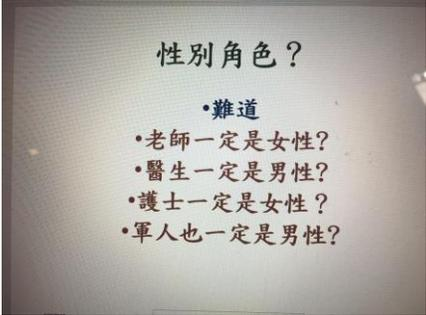 性別角色？
•難道
•老師一定是女性?
•醫生一定是男性?
•護士一定是女性？
•軍人也一定是男性?